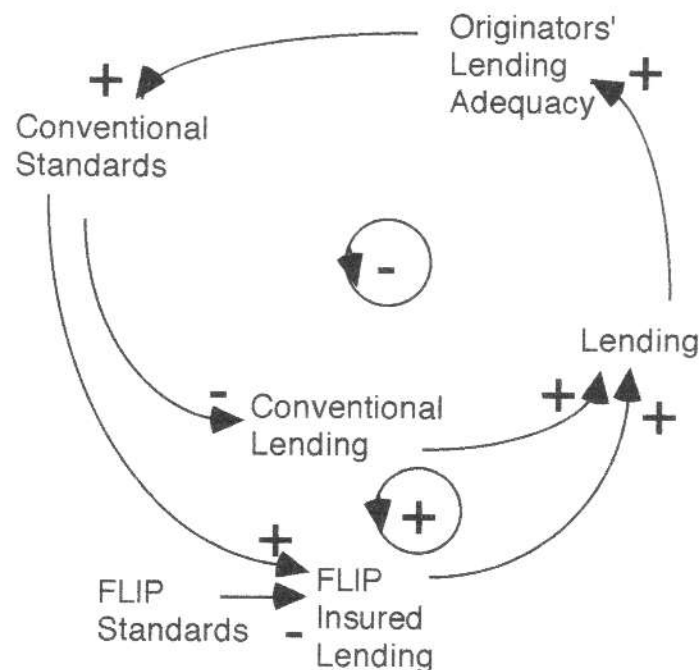 Originators'
Lending
Adequacy
+
+
Conventional
Standards
-
Lending
-
Conventional
Lending
+
+
+
+
FLIP
Standards
-
FLIP
Insured
Lending